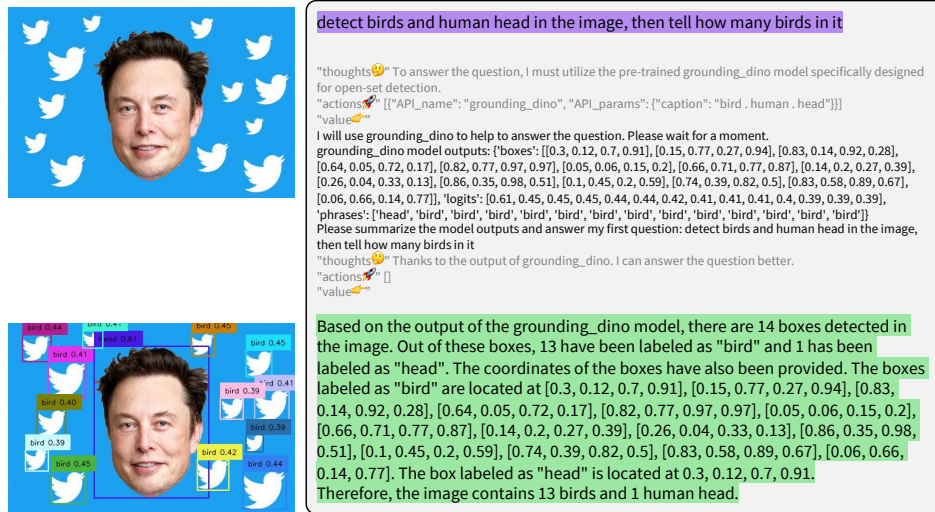 detect birds and human head in the image, then tell how many birds in it
"thoughts🤔" To answer the question, I must utilize the pre-trained grounding_dino model specifically designed
for open-set detection.
"actions🚀" [{"API_name": "grounding_dino", "API_params": {"caption": "bird . human . head"}}]
"value👉"
I will use grounding_dino to help to answer the question. Please wait for a moment.
grounding_dino model outputs: {'boxes': [[0.3, 0.12, 0.7, 0.91], [0.15, 0.77, 0.27, 0.94], [0.83, 0.14, 0.92, 0.28],
[0.64, 0.05, 0.72, 0.17], [0.82, 0.77, 0.97, 0.97], [0.05, 0.06, 0.15, 0.2], [0.66, 0.71, 0.77, 0.87], [0.14, 0.2, 0.27, 0.39],
[0.26, 0.04, 0.33, 0.13], [0.86, 0.35, 0.98, 0.51], [0.1, 0.45, 0.2, 0.59], [0.74, 0.39, 0.82, 0.5], [0.83, 0.58, 0.89, 0.67],
[0.06, 0.66, 0.14, 0.77]], 'logits': [0.61, 0.45, 0.45, 0.45, 0.44, 0.44, 0.42, 0.41, 0.41, 0.41, 0.4, 0.39, 0.39, 0.39],
'phrases': ['head', 'bird', 'bird', 'bird', 'bird', 'bird', 'bird', 'bird', 'bird', 'bird', 'bird', 'bird', 'bird', 'bird']}
Please summarize the model outputs and answer my first question: detect birds and human head in the image,
then tell how many birds in it
"thoughts🤔" Thanks to the output of grounding_dino. I can answer the question better.
"actions🚀" []
"value👉"
Based on the output of the grounding_dino model, there are 14 boxes detected in
the image. Out of these boxes, 13 have been labeled as "bird" and 1 has been
labeled as "head". The coordinates of the boxes have also been provided. The boxes
labeled as "bird" are located at [0.3, 0.12, 0.7, 0.91], [0.15, 0.77, 0.27, 0.94], [0.83,
0.14, 0.92, 0.28], [0.64, 0.05, 0.72, 0.17], [0.82, 0.77, 0.97, 0.97], [0.05, 0.06, 0.15, 0.2],
[0.66, 0.71, 0.77, 0.87], [0.14, 0.2, 0.27, 0.39], [0.26, 0.04, 0.33, 0.13], [0.86, 0.35, 0.98,
0.51], [0.1, 0.45, 0.2, 0.59], [0.74, 0.39, 0.82, 0.5], [0.83, 0.58, 0.89, 0.67], [0.06, 0.66,
0.14, 0.77]. The box labeled as "head" is located at 0.3, 0.12, 0.7, 0.91.
Therefore, the image contains 13 birds and 1 human head.
bird 0.44
bird 0.41
bird 0.45
head 0.61
bird 0.45
bird 0.41
bird 0.41
bird 0.39
bird 0.40
bird 0.39
bird 0.39
bird 0.42
bird 0.45
bird 0.44